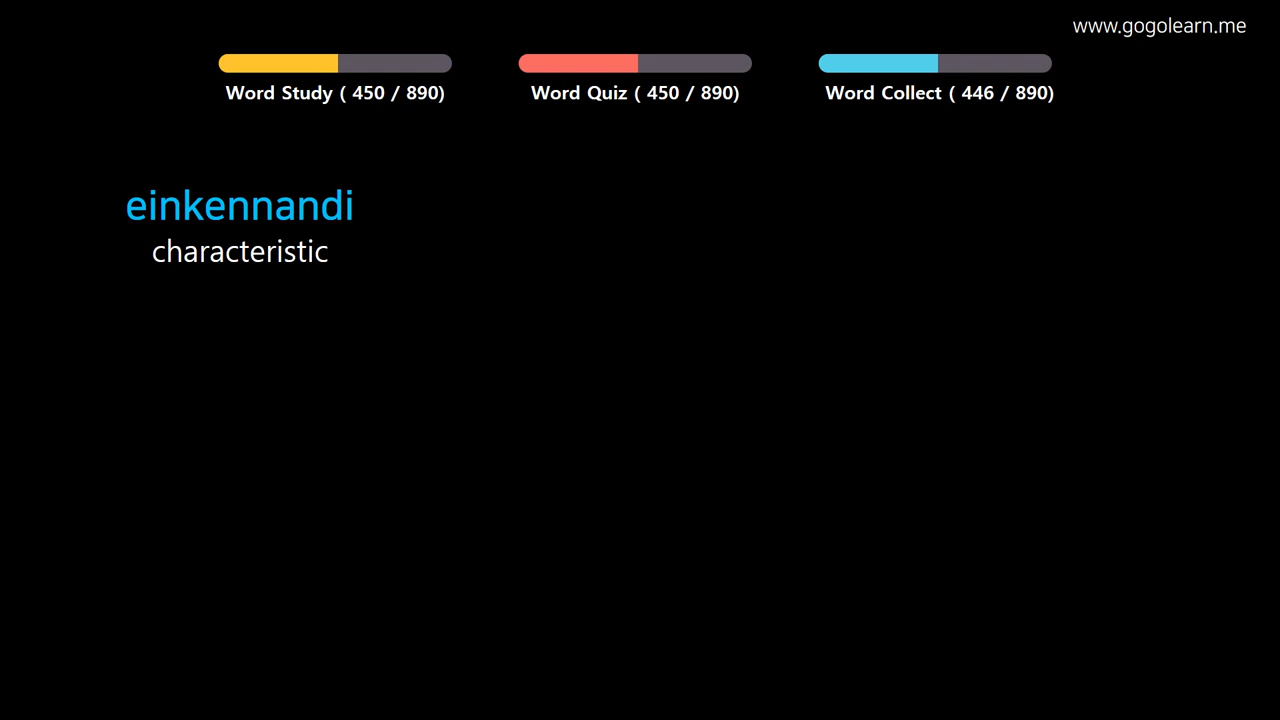 www.gogolearn.me
Word Study ( 450 / 890)
Word Quiz ( 450 / 890)
Word Collect ( 446 / 890)
einkennandi
characteristic